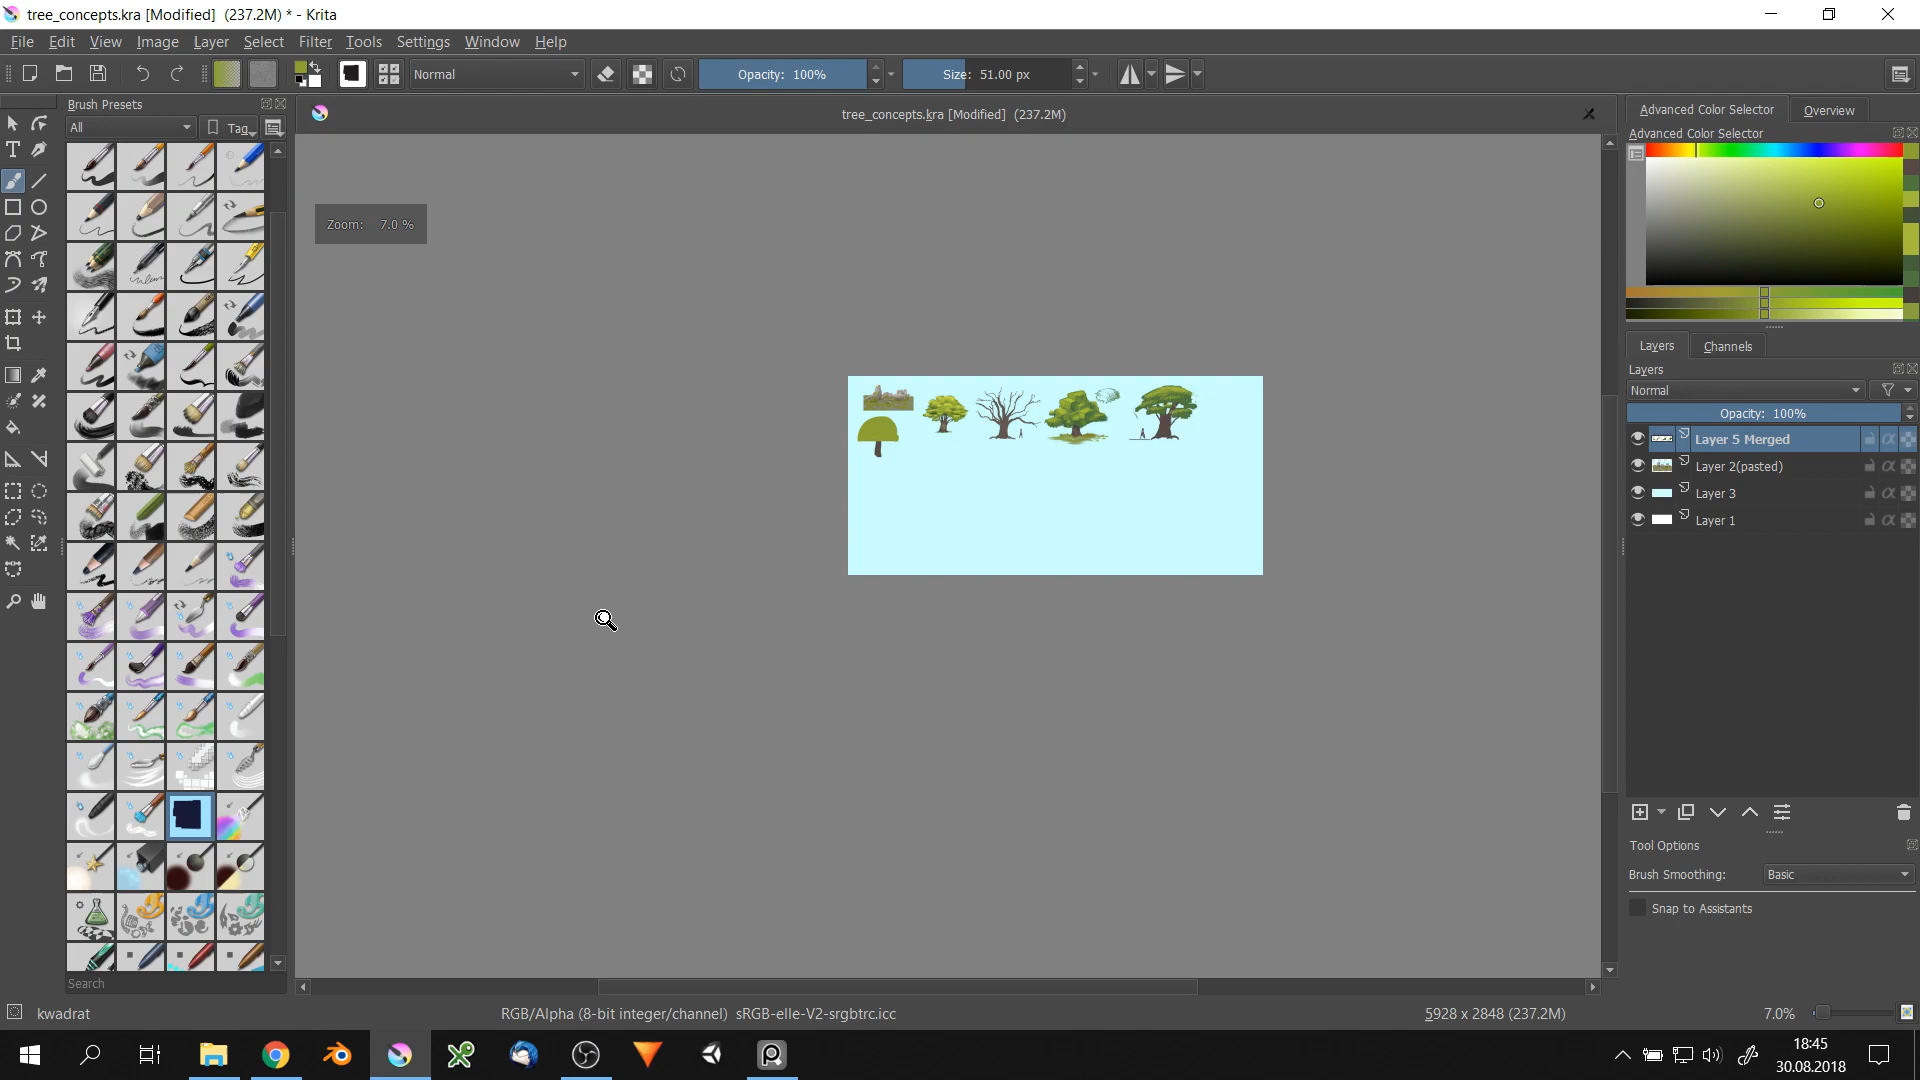 tree_concepts.kra [Modified]  (237.2M) * - Krita
File Edit View Image Layer Select Filter Tools Settings Window Help
Normal
Opacity: 100%
Size: 51.00 px
Brush Presets
All
Tag
tree_concepts.kra [Modified]  (237.2M)
Zoom: 7.0 %
Advanced Color Selector
Overview
Advanced Color Selector
Layers
Channels
Layers
Normal
Opacity: 100%
Layer 5 Merged
Layer 2(pasted)
Layer 3
Layer 1
Tool Options
Brush Smoothing: Basic
Snap to Assistants
Search
kwadrat
RGB/Alpha (8-bit integer/channel)  sRGB-elle-V2-srgbtrc.icc
5928 x 2848 (237.2M)
7.0%
18:45
30.08.2018